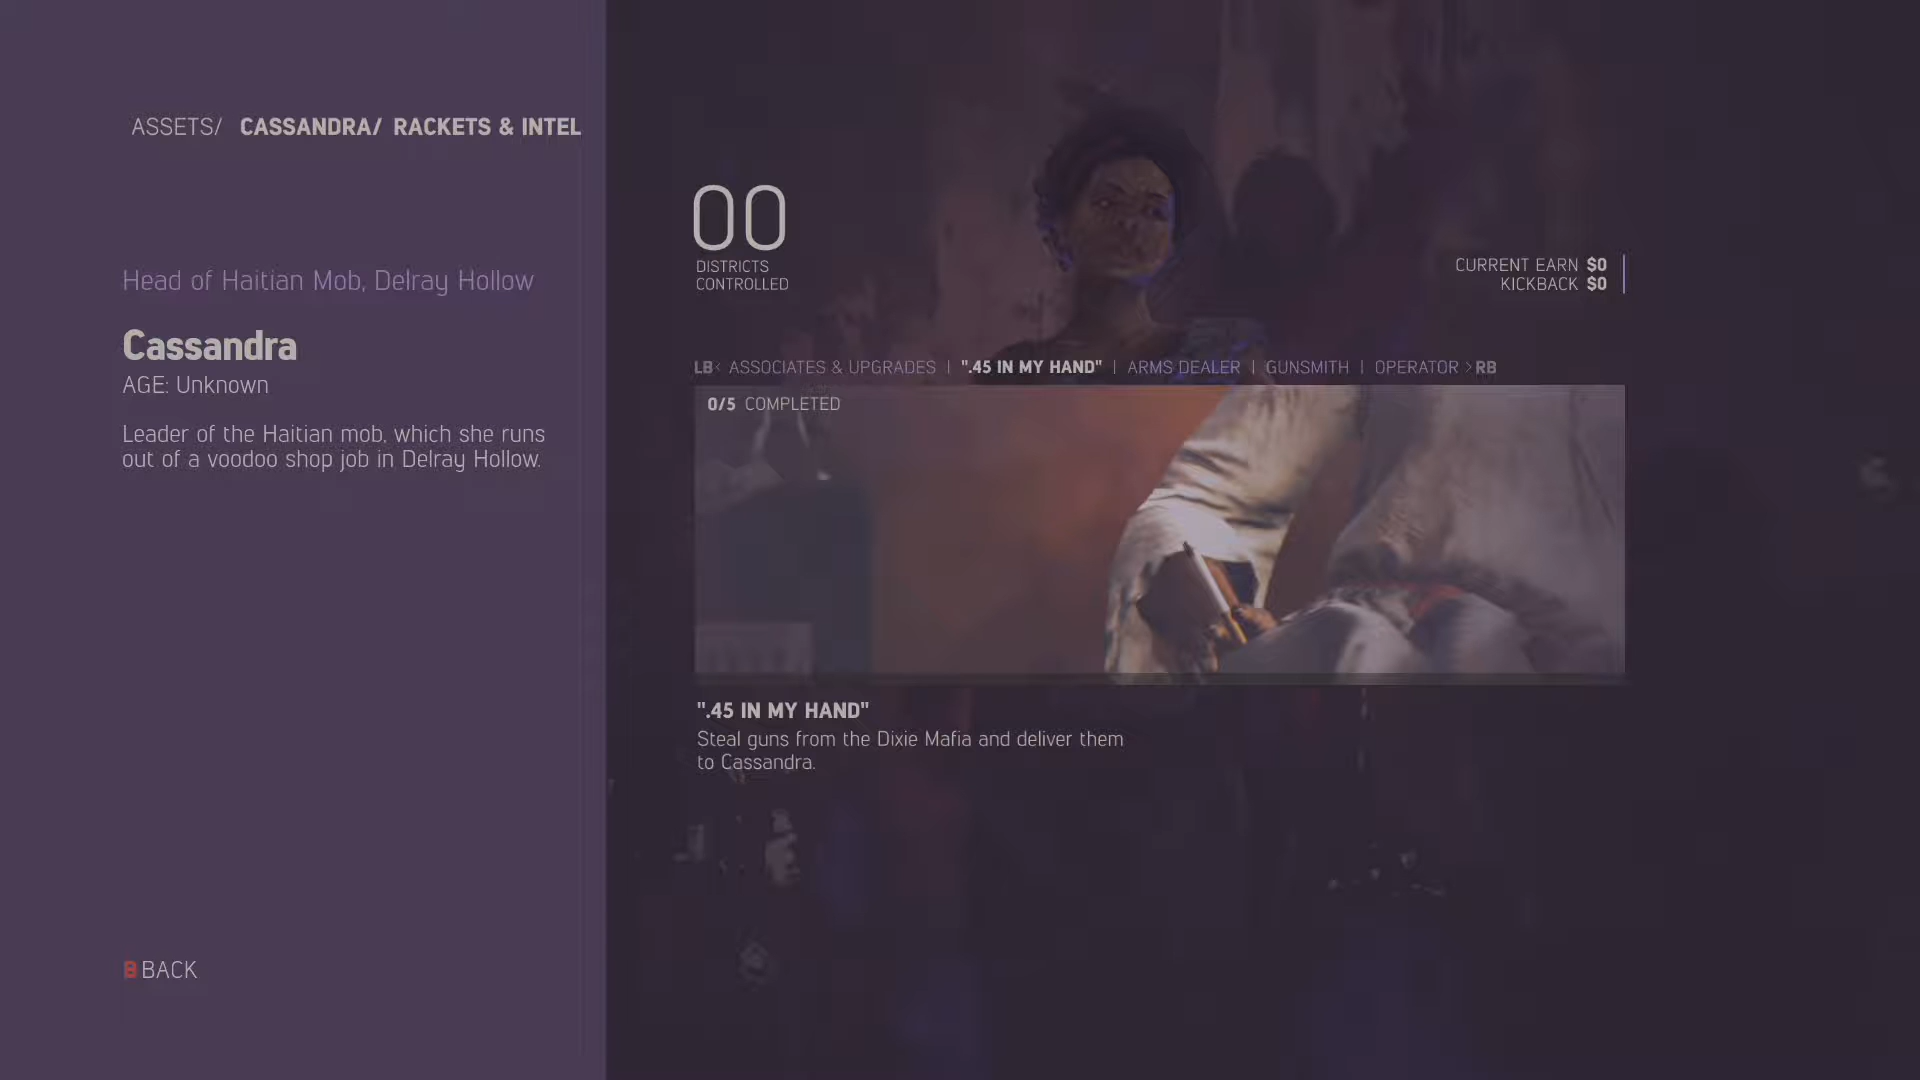 ASSETS/ CASSANDRA/ RACKETS & INTEL
Head of Haitian Mob, Delray Hollow
Cassandra
AGE: Unknown
Leader of the Haitian mob, which she runs
out of a voodoo shop job in Delray Hollow.
B BACK
00
DISTRICTS
CONTROLLED
CURRENT EARN $0
KICKBACK $0
LB< ASSOCIATES & UPGRADES | ".45 IN MY HAND" | ARMS DEALER | GUNSMITH | OPERATOR >RB
0/5 COMPLETED
".45 IN MY HAND"
Steal guns from the Dixie Mafia and deliver them
to Cassandra.